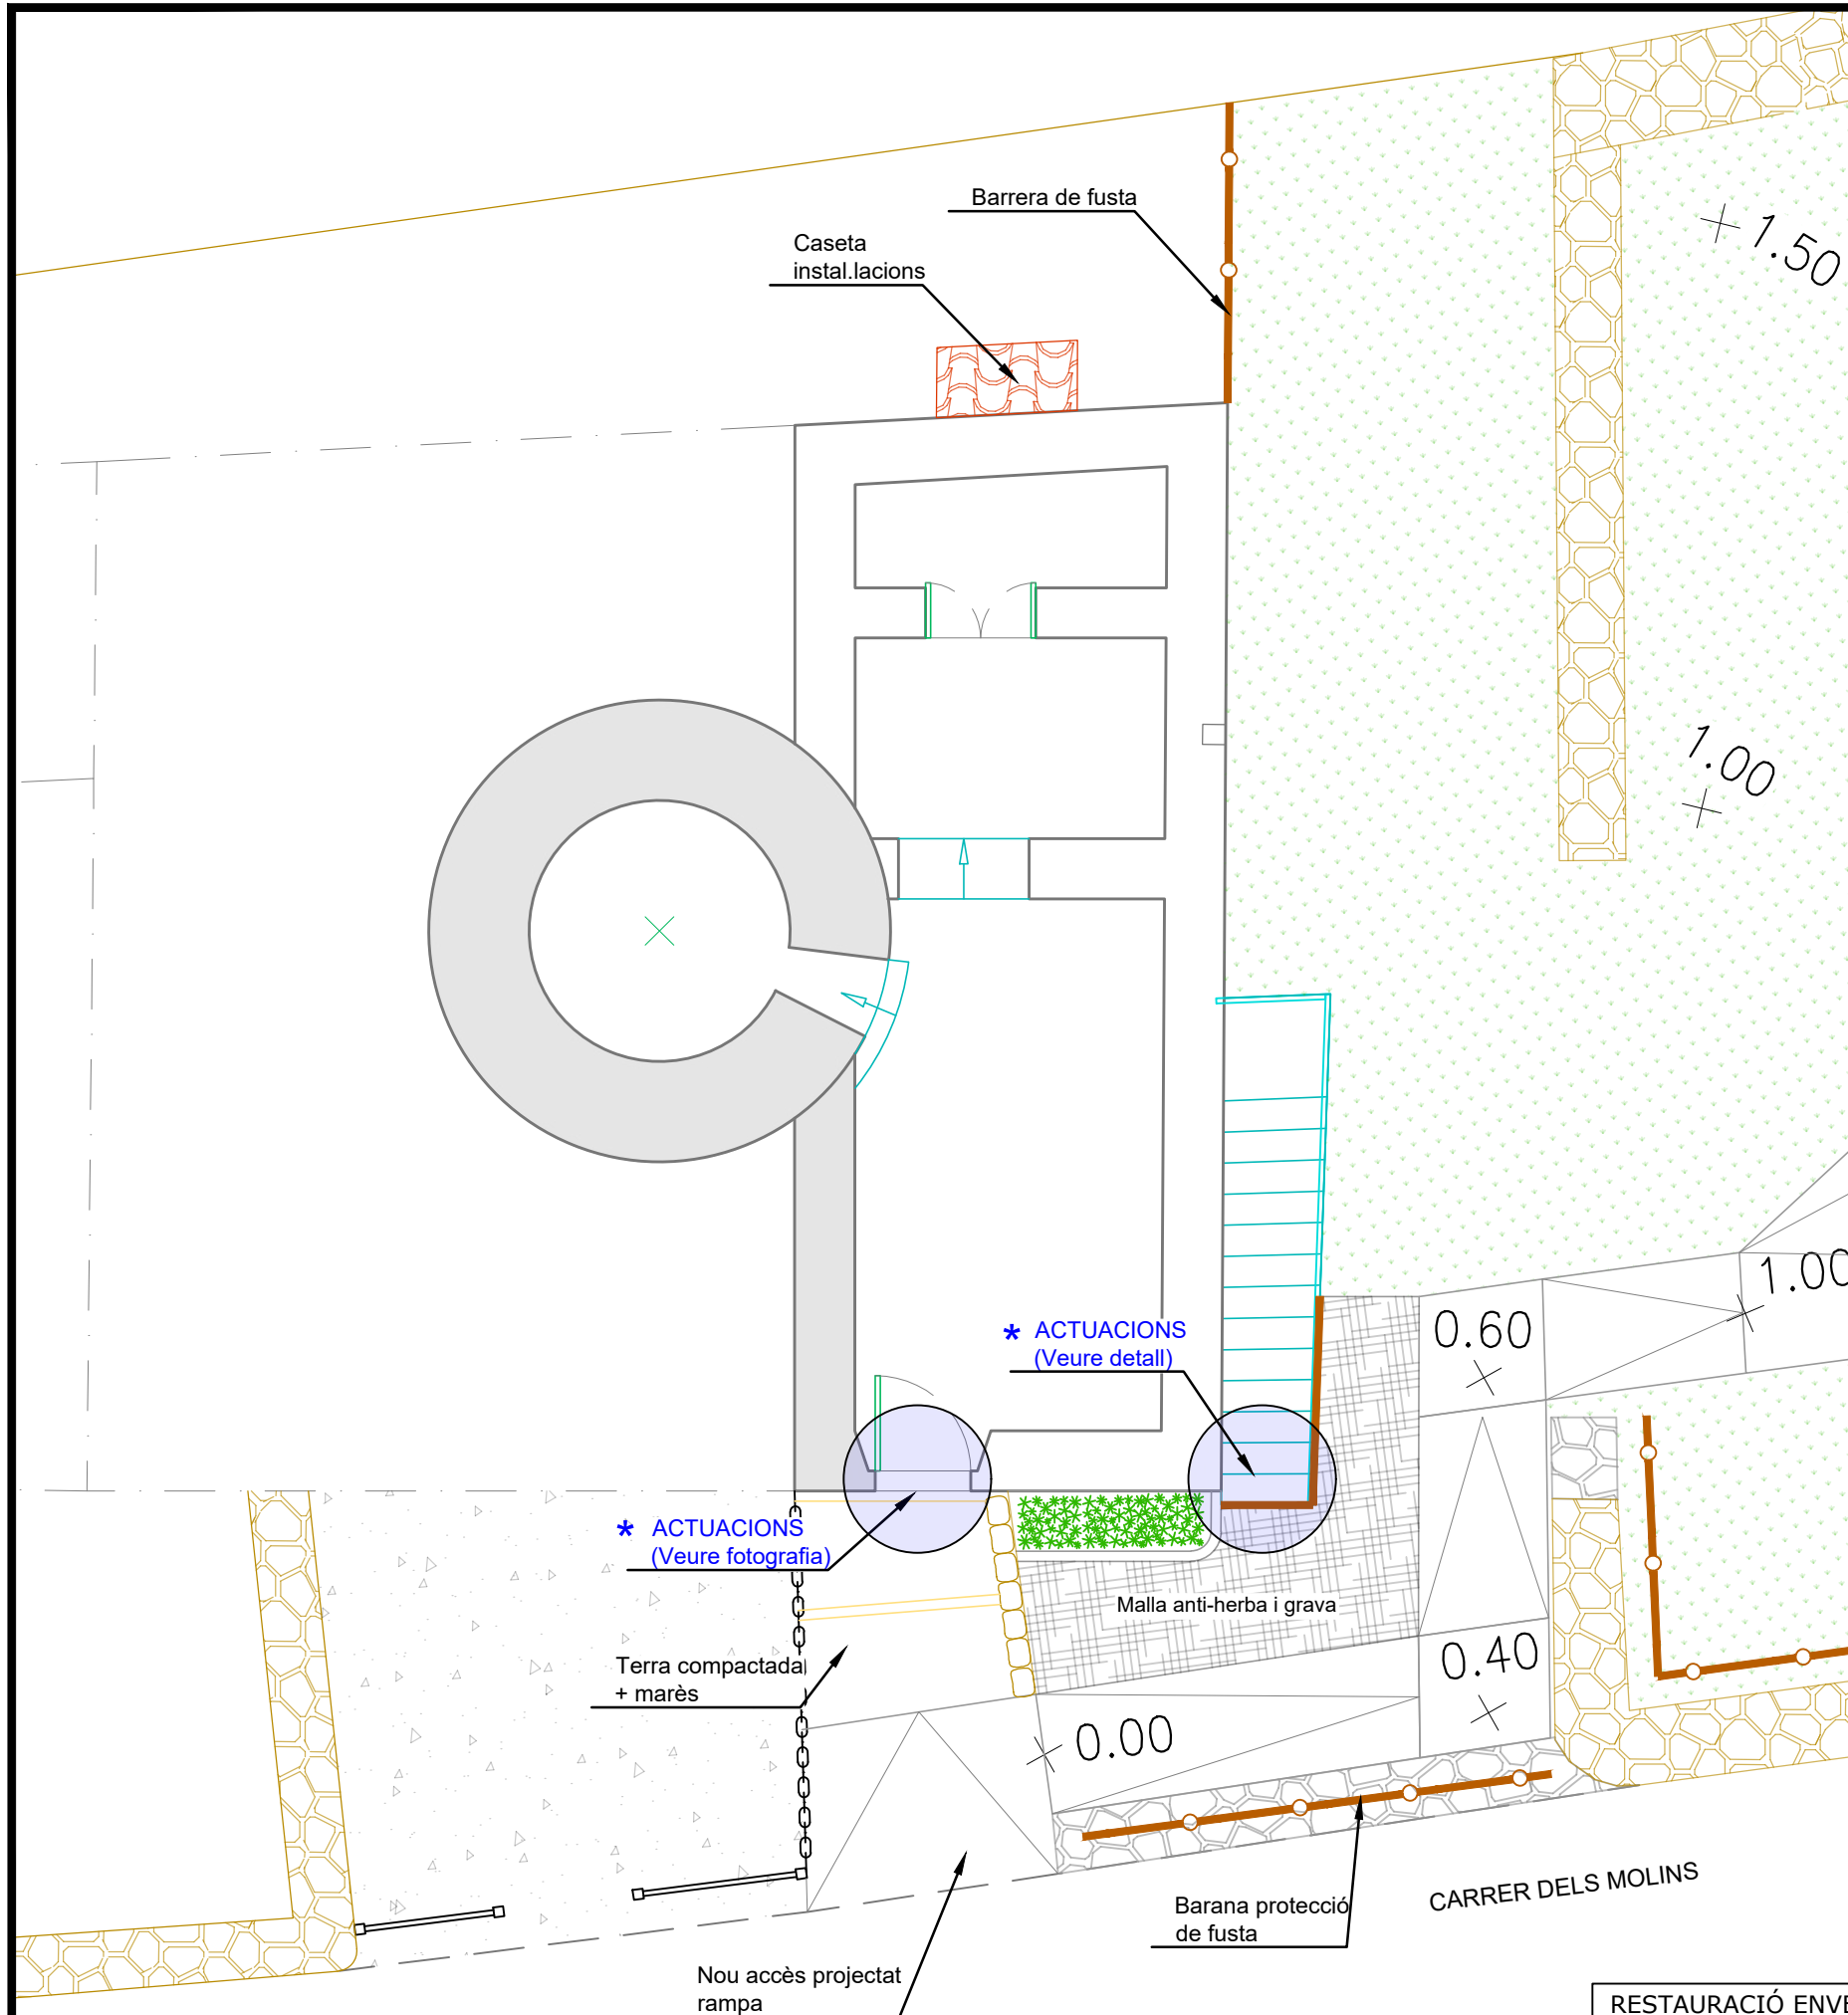 Barrera de fusta
Caseta
instal.lacions
1.50
1.00
1.00
0.60
* ACTUACIONS
(Veure detall)
* ACTUACIONS
(Veure fotografia)
Malla anti-herba i grava
Terra compactada
+ marès
0.40
0.00
CARRER DELS MOLINS
Barana protecció
de fusta
Nou accès projectat
rampa
RESTAURACIÓ ENVE